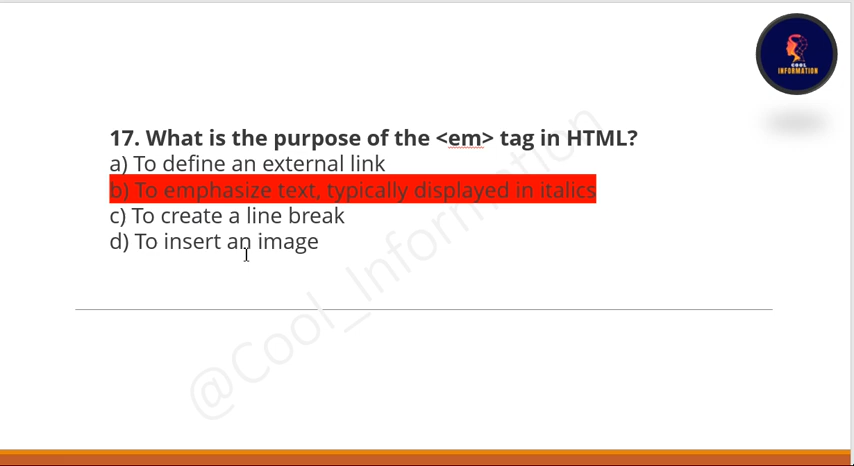 COOL
INFORMATION
17. What is the purpose of the <em> tag in HTML?
a) To define an external link
b) To emphasize text, typically displayed in italics
c) To create a line break
d) To insert an image
@Cool_Information